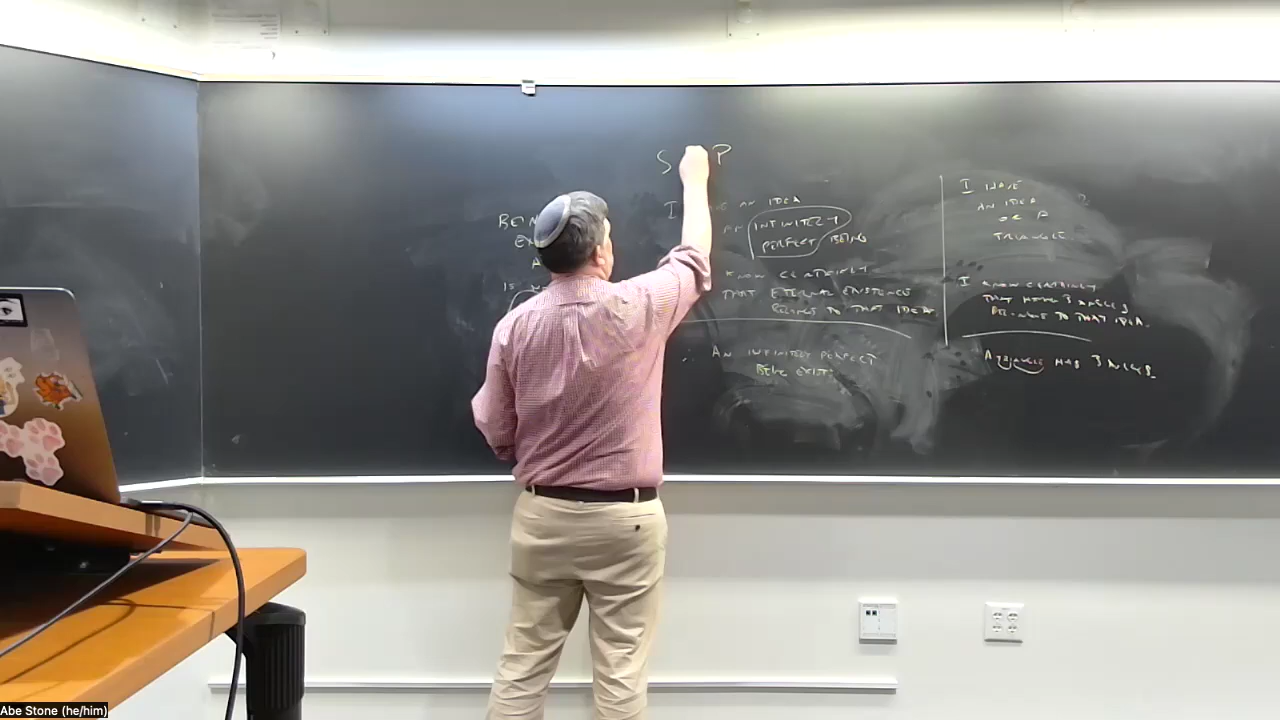 S P
I AN IDEA
INFINITELY
PERFECT BEING
KNOW CERTAINLY
THAT ETERNAL EXISTENCE
BELONGS TO THAT IDEA
∴ AN INFINITELY PERFECT
BEING EXISTS
I HAVE
AN IDEA
OF A
TRIANGLE
I KNOW CERTAINLY
THAT HAVING 3 ANGLES
BELONGS TO THAT IDEA.
A TRIANGLE HAS 3 ANGLES.
Abe Stone (he/him)